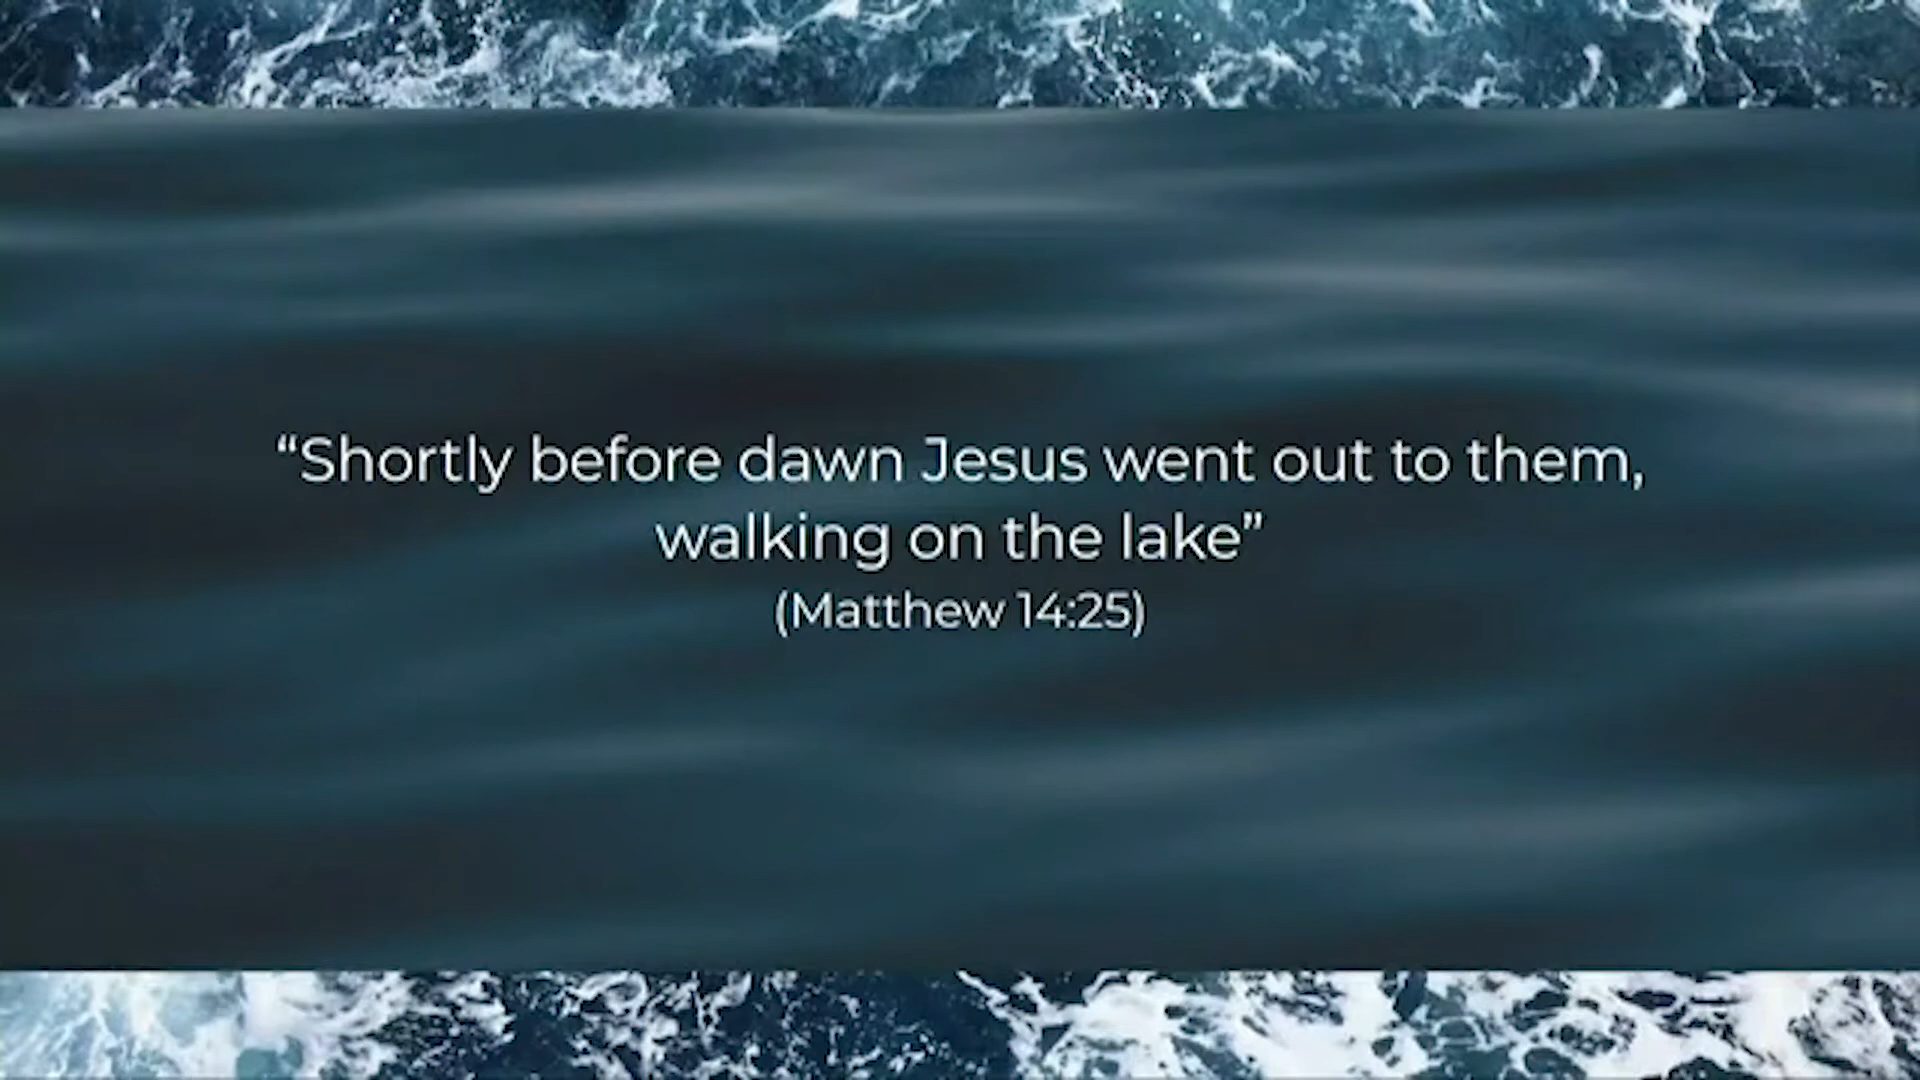 “Shortly before dawn Jesus went out to them,
walking on the lake”
(Matthew 14:25)